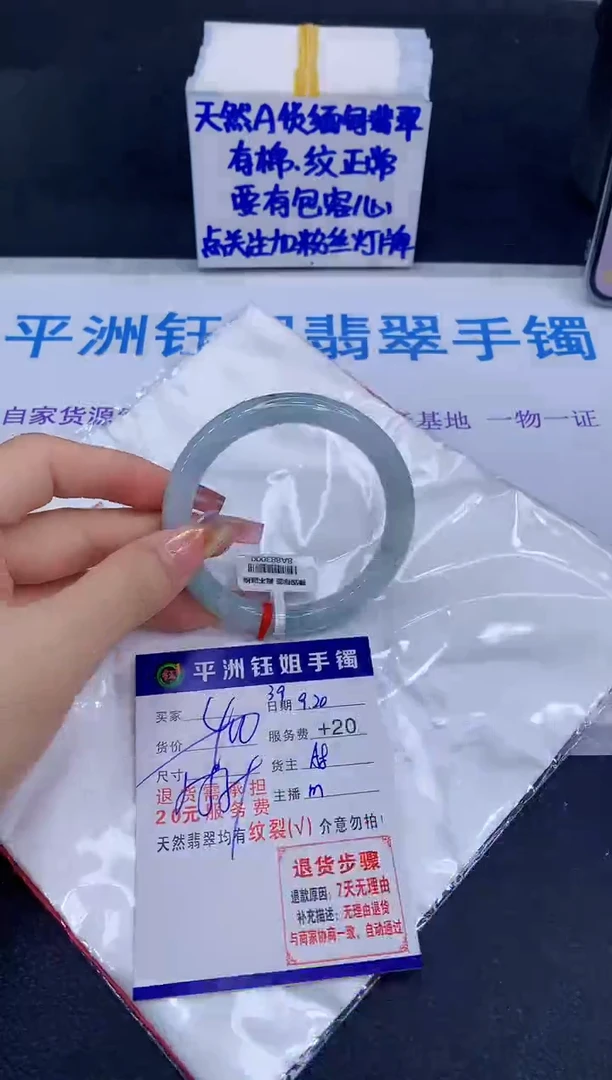 天然A货缅甸翡翠
有棉、纹正常
要有包容心
点关注加粉丝灯牌
平洲钰姐翡翠手镯
自家货源
基地 一物一证
8A883000
平洲钰姐手镯
39
买家 日期 9.20
货价 400 服务费 +20
尺寸 货主 A8
退货需承担 主播 m
20元服务费
天然翡翠均有纹裂(√) 介意勿拍!
退货步骤
退款原因:7天无理由
补充描述:无理由退货
与商家协商一致,自动通过